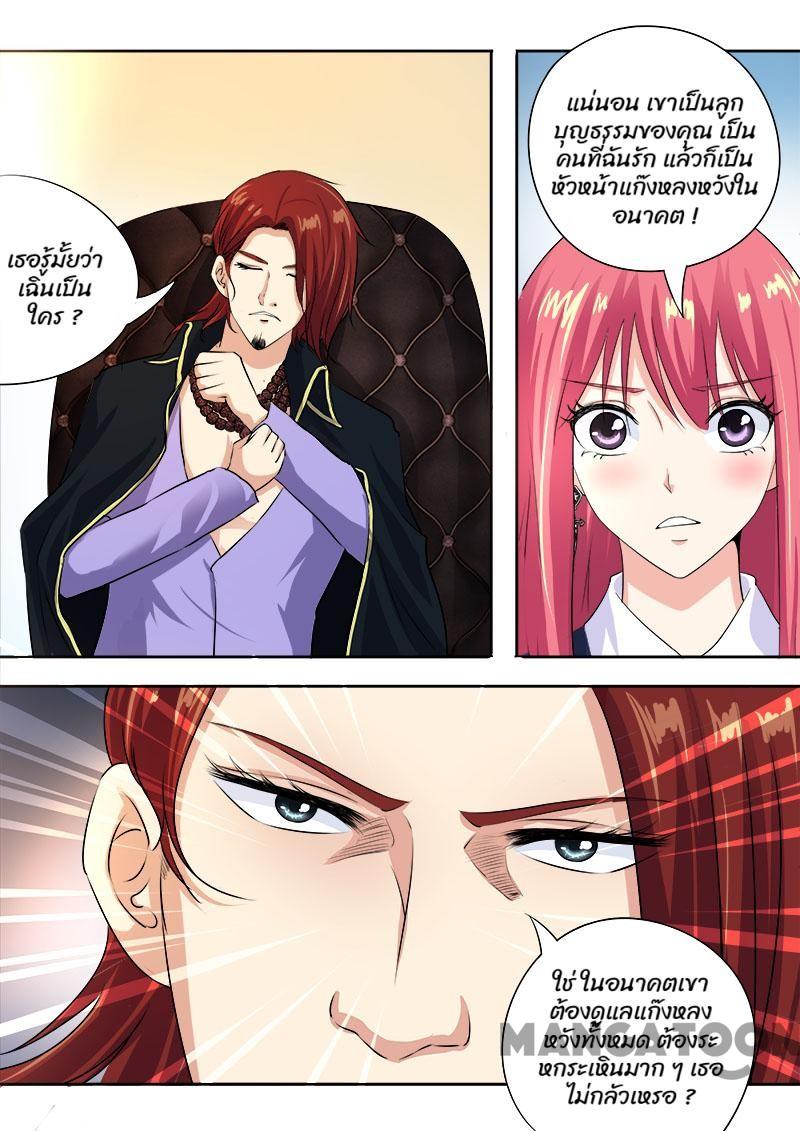 เธอรู้มั้ยว่า
เฉินเป็น
ใคร ?
แน่นอน เขาเป็นลูก
บุญธรรมของคุณ เป็น
คนที่ฉันรัก แล้วก็เป็น
หัวหน้าแก๊งหลงหวังใน
อนาคต !
ใช่ ในอนาคตเขา
ต้องดูแลแก๊งหลง
หวังทั้งหมด ต้องระ
หกระเหินมาก ๆ เธอ
ไม่กลัวเหรอ ?
MANGATOON